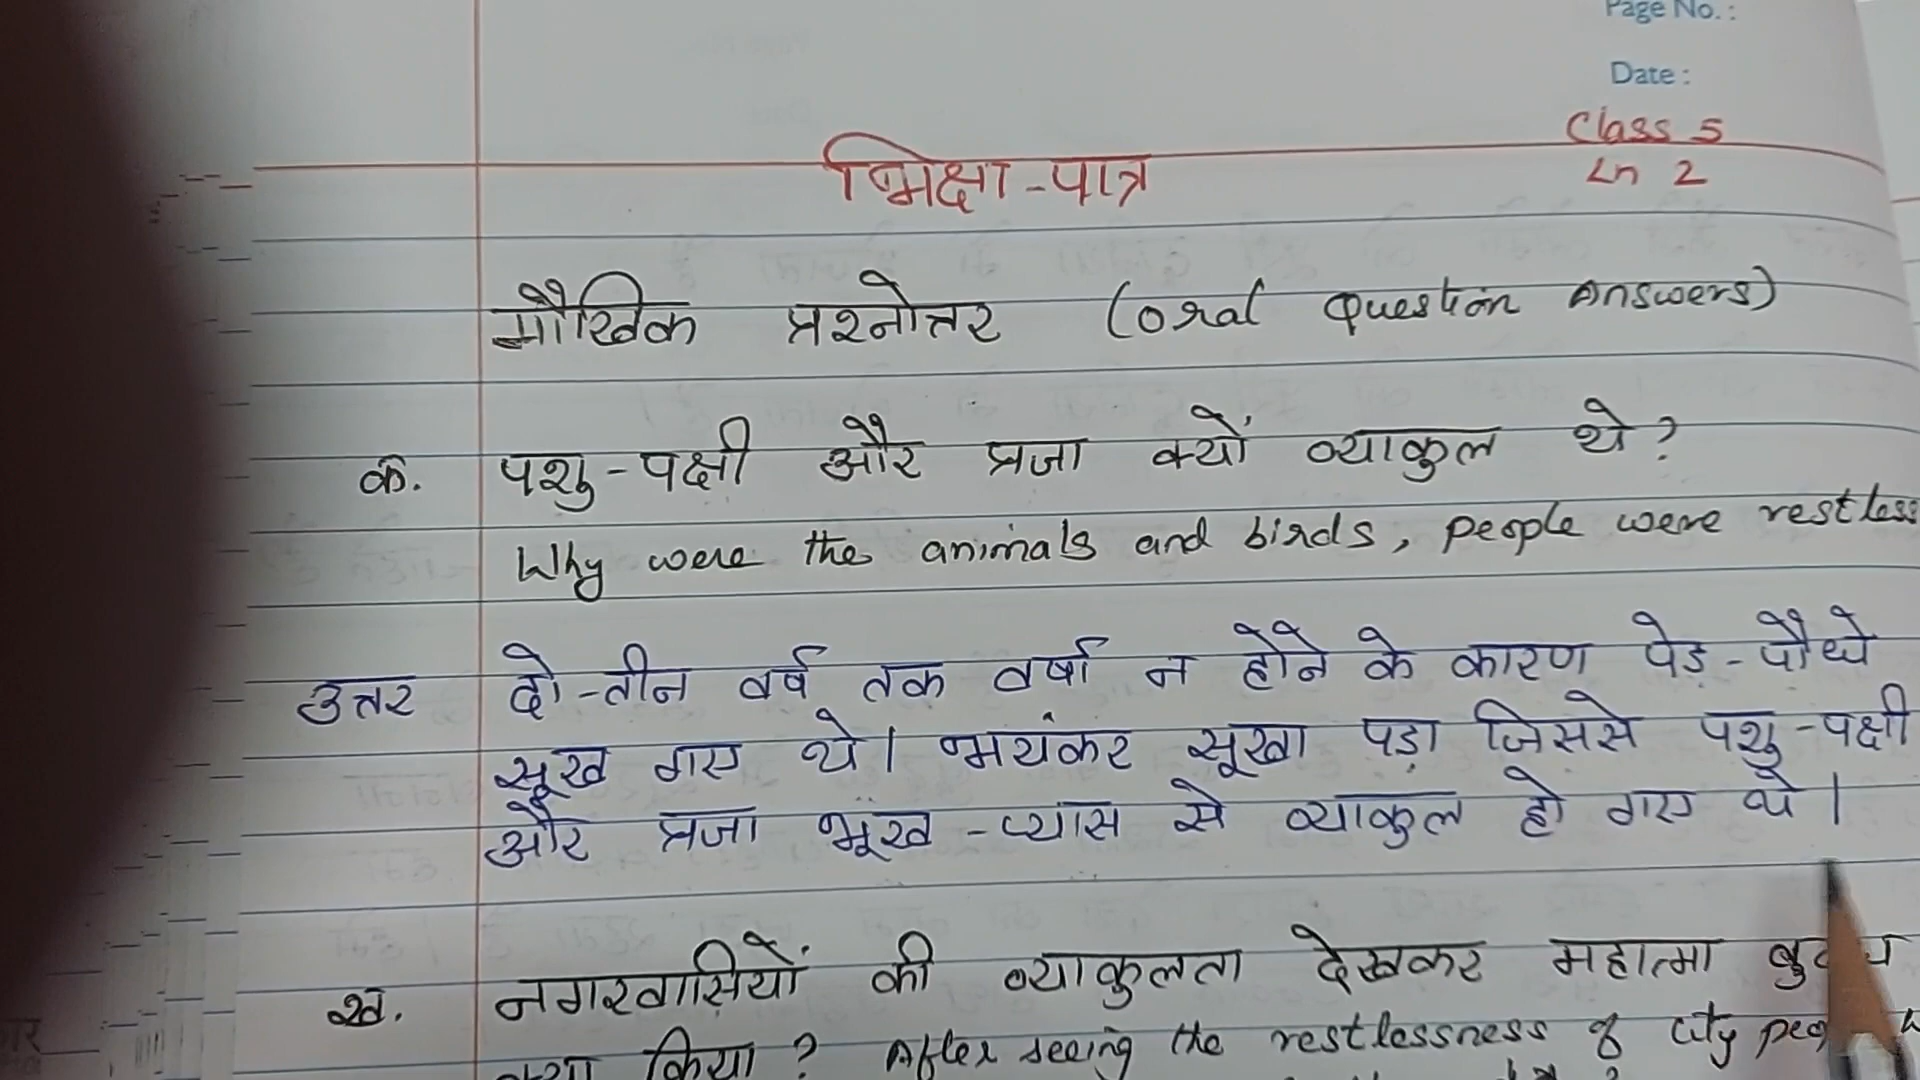 Page No. :
Date :
Class 5
Ln 2
भिक्षा-पात्र
मौखिक प्रश्नोत्तर (Oral Question Answers)
क. पशु-पक्षी और प्रजा क्यों व्याकुल थे?
Why were the animals and birds, people were restless
उत्तर दो-तीन वर्ष तक वर्षा न होने के कारण पेड़-पौधे
सूख गए थे। भयंकर सूखा पड़ा जिससे पशु-पक्षी
और प्रजा भूख-प्यास से व्याकुल हो गए थे।
ख. नगरवासियों की व्याकुलता देखकर महात्मा
क्या किया? After seeing the restlessness of city